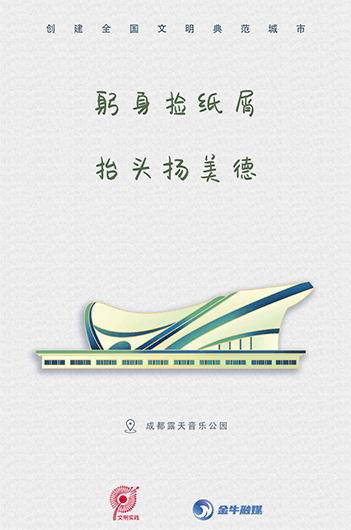 创建全国文明典范城市
躬身捡纸屑
抬头扬美德
成都露天音乐公园
文明实践
金牛融媒